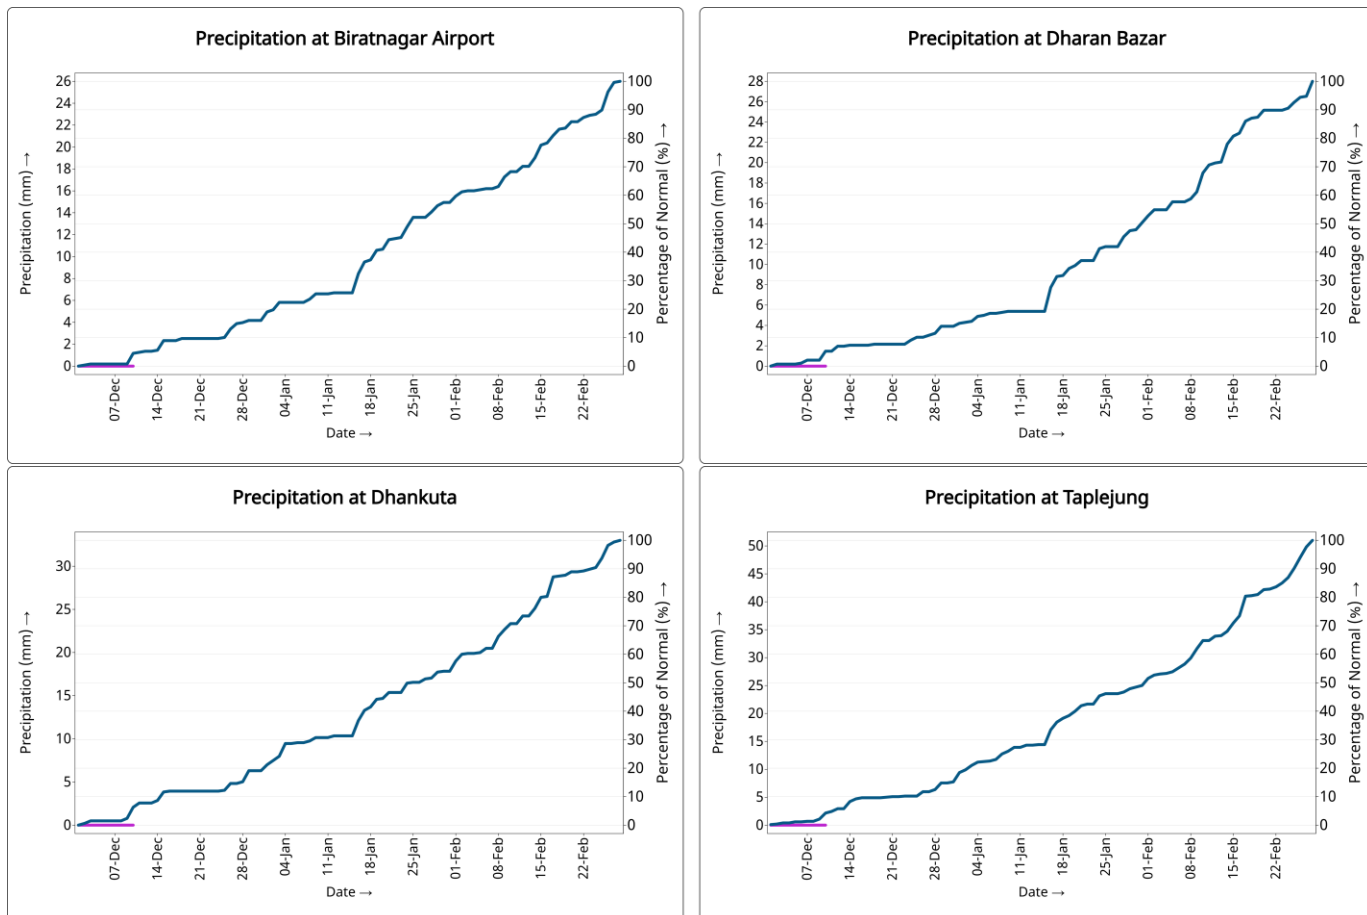 Precipitation at Biratnagar Airport
Precipitation (mm) →
26
24
22
20
18
16
14
12
10
8
6
4
2
0
100
90
80
70
60
50
40
30
20
10
0
Percentage of Normal (%) →
07-Dec
14-Dec
21-Dec
28-Dec
04-Jan
11-Jan
18-Jan
25-Jan
01-Feb
08-Feb
15-Feb
22-Feb
Date →
Precipitation at Dharan Bazar
Precipitation (mm) →
28
26
24
22
20
18
16
14
12
10
8
6
4
2
0
100
90
80
70
60
50
40
30
20
10
0
Percentage of Normal (%) →
07-Dec
14-Dec
21-Dec
28-Dec
04-Jan
11-Jan
18-Jan
25-Jan
01-Feb
08-Feb
15-Feb
22-Feb
Date →
Precipitation at Dhankuta
Precipitation (mm) →
30
25
20
15
10
5
0
100
90
80
70
60
50
40
30
20
10
0
Percentage of Normal (%) →
07-Dec
14-Dec
21-Dec
28-Dec
04-Jan
11-Jan
18-Jan
25-Jan
01-Feb
08-Feb
15-Feb
22-Feb
Date →
Precipitation at Taplejung
Precipitation (mm) →
50
45
40
35
30
25
20
15
10
5
0
100
90
80
70
60
50
40
30
20
10
0
Percentage of Normal (%) →
07-Dec
14-Dec
21-Dec
28-Dec
04-Jan
11-Jan
18-Jan
25-Jan
01-Feb
08-Feb
15-Feb
22-Feb
Date →